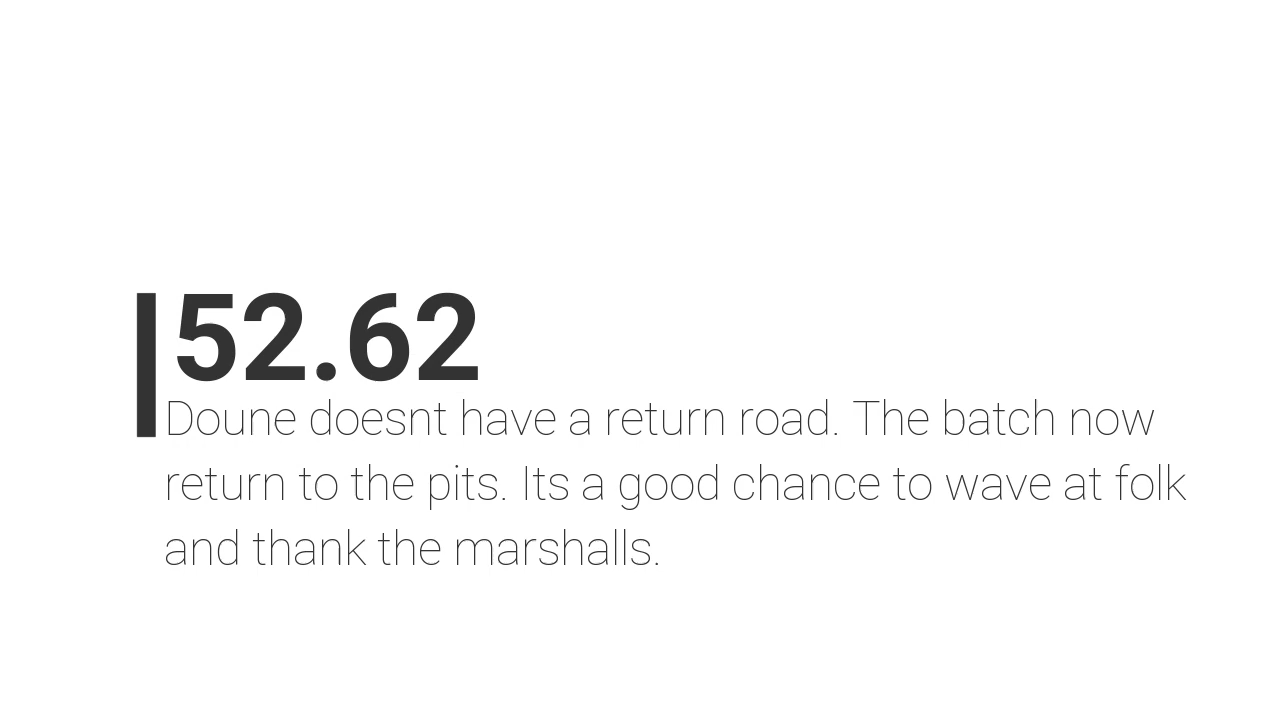 52.62
Doune doesnt have a return road. The batch now
return to the pits. Its a good chance to wave at folk
and thank the marshalls.